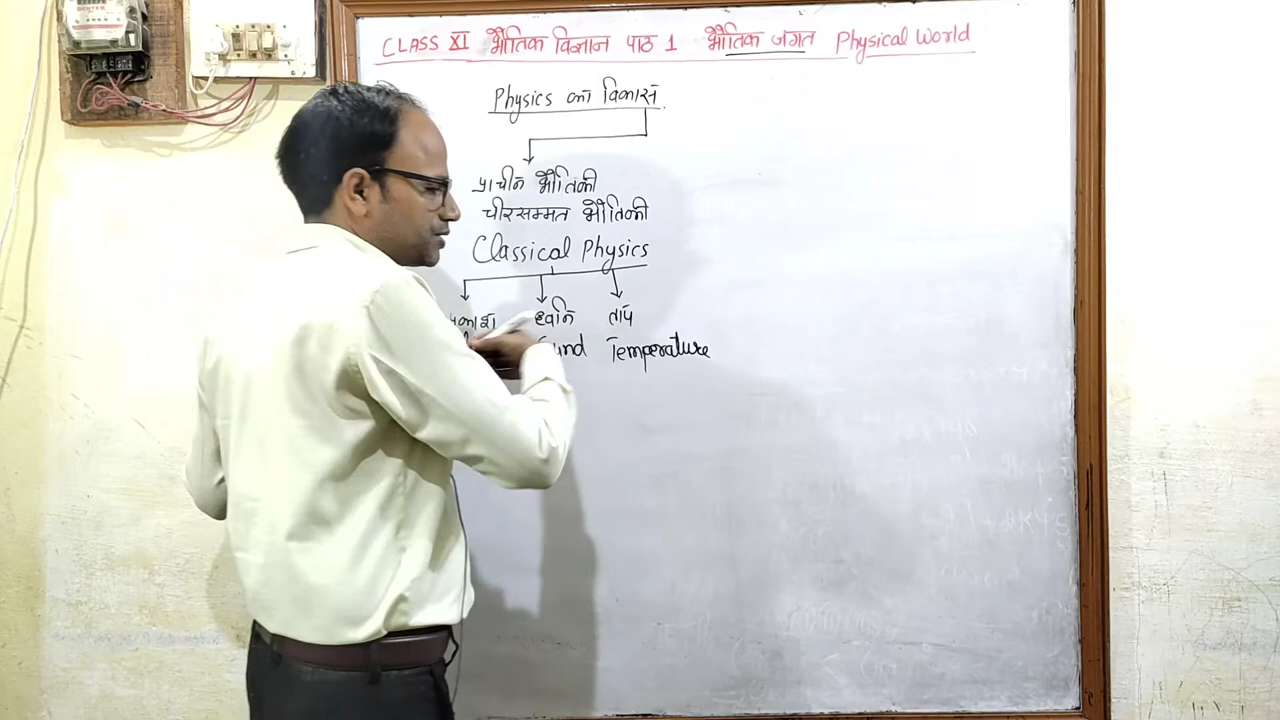 CLASS XI भौतिक विज्ञान पाठ 1 भौतिक जगत Physical World
Physics का विकास
प्राचीन भौतिकी
चीरसम्मत भौतिकी
Classical Physics
ध्वनि ताप
Temperature